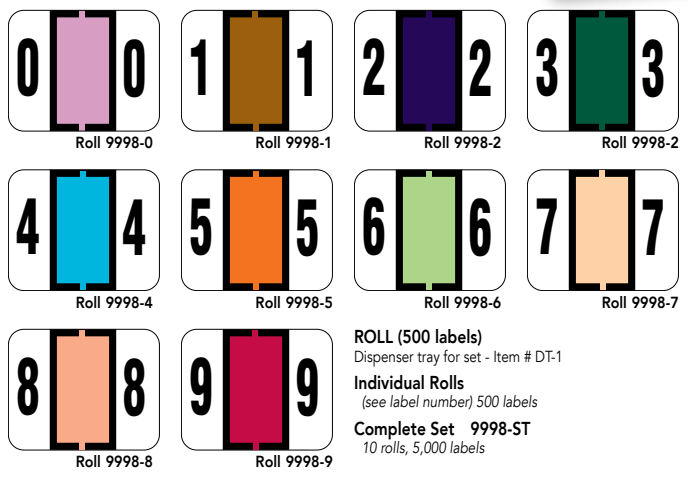 0 0
1 1
2 2
3 3
Roll 9998-0
Roll 9998-1
Roll 9998-2
Roll 9998-2
4 4
5 5
6 6
7 7
Roll 9998-4
Roll 9998-5
Roll 9998-6
Roll 9998-7
8 8
9 9
Roll 9998-8
Roll 9998-9
ROLL (500 labels)
Dispenser tray for set - Item # DT-1
Individual Rolls
(see label number) 500 labels
Complete Set 9998-ST
10 rolls, 5,000 labels